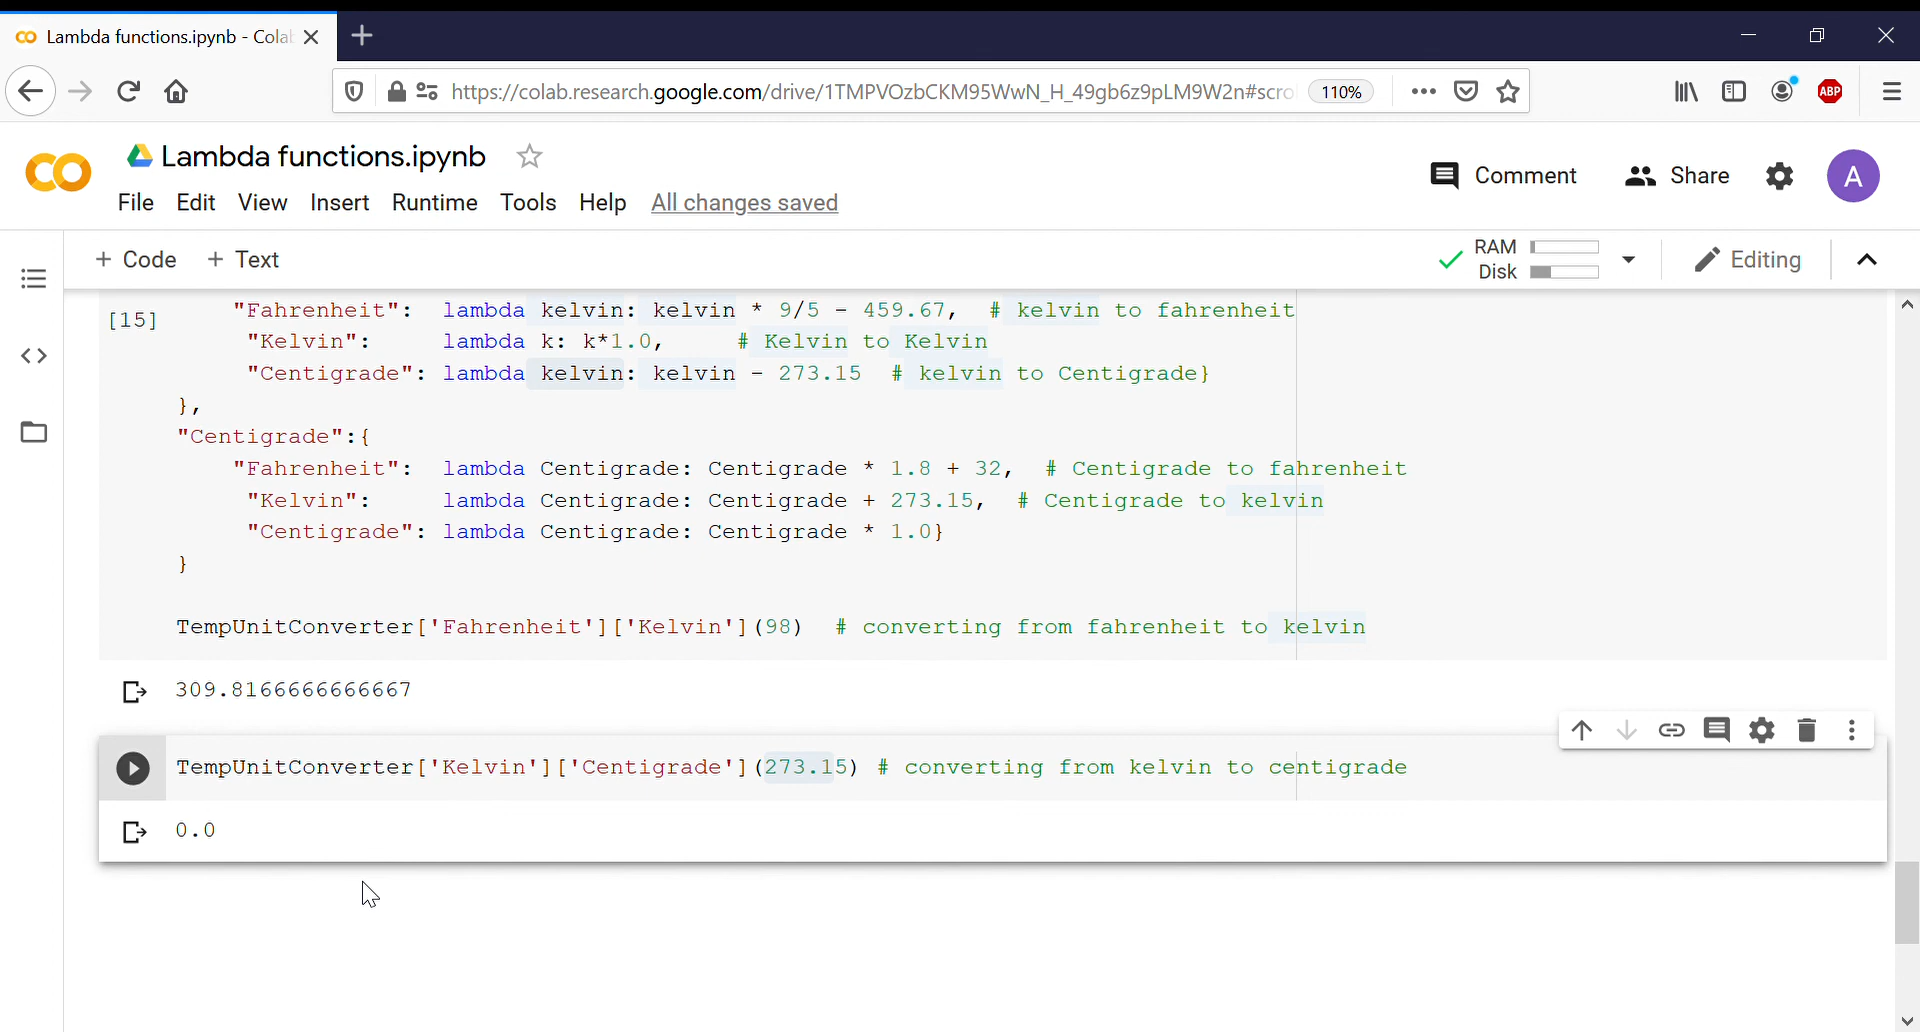 Lambda functions.ipynb - Cola
https://colab.research.google.com/drive/1TMPVOzbCKM95WwN_H_49gb6z9pLM9W2n#scro 110% ABP
Lambda functions.ipynb
Comment Share A
File Edit View Insert Runtime Tools Help All changes saved
+ Code + Text RAM Disk Editing
[15] "Fahrenheit": lambda kelvin: kelvin * 9/5 - 459.67, # kelvin to fahrenheit
"Kelvin": lambda k: k*1.0, # Kelvin to Kelvin
"Centigrade": lambda kelvin: kelvin - 273.15 # kelvin to Centigrade}
},
"Centigrade":{
"Fahrenheit": lambda Centigrade: Centigrade * 1.8 + 32, # Centigrade to fahrenheit
"Kelvin": lambda Centigrade: Centigrade + 273.15, # Centigrade to kelvin
"Centigrade": lambda Centigrade: Centigrade * 1.0}
}
TempUnitConverter['Fahrenheit']['Kelvin'](98) # converting from fahrenheit to kelvin
309.8166666666667
TempUnitConverter['Kelvin']['Centigrade'](273.15) # converting from kelvin to centigrade
0.0